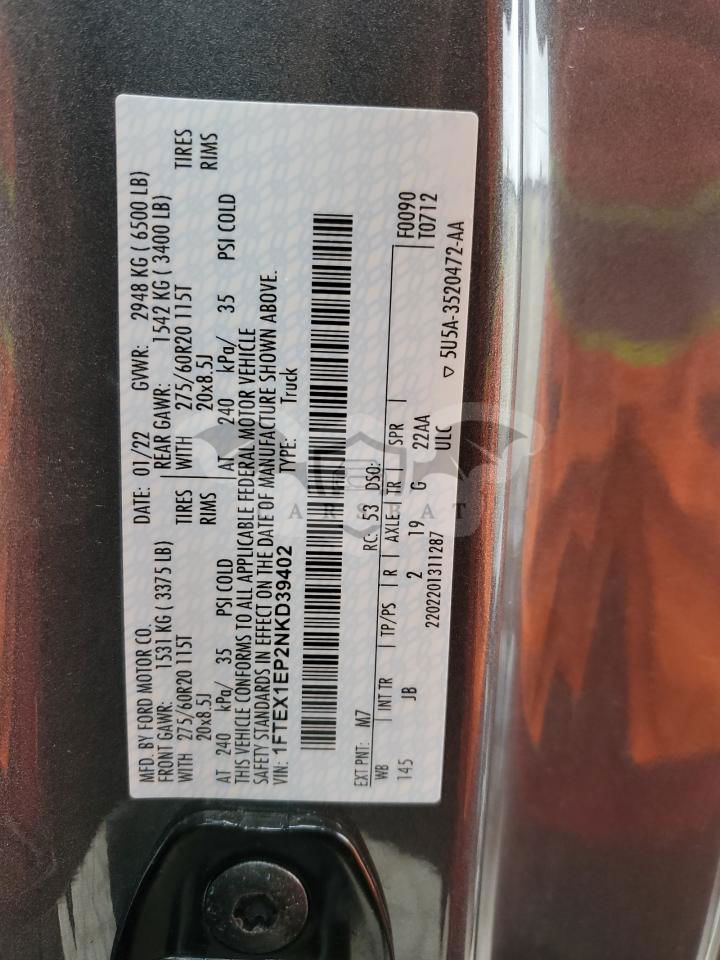 MFD. BY FORD MOTOR CO.
DATE: 01/22 GVWR: 2948 KG ( 6500 LB)
FRONT GAWR: 1531 KG ( 3375 LB)
REAR GAWR: 1542 KG ( 3400 LB)
WITH 275/60R20 115T TIRES
WITH 275/60R20 115T TIRES
20x8.5J RIMS
20x8.5J RIMS
AT 240 kPa/ 35 PSI COLD
AT 240 kPa/ 35 PSI COLD
THIS VEHICLE CONFORMS TO ALL APPLICABLE FEDERAL MOTOR VEHICLE
SAFETY STANDARDS IN EFFECT ON THE DATE OF MANUFACTURE SHOWN ABOVE.
VIN: 1FTEX1EP2NKD39402 TYPE: Truck
EXT PNT: M7 RC: 53 DSO: F0090
WB | INT TR | TP/PS | R | AXLE | TR | SPR | T0712
145 JB 2 19 G 22AA
2202201311287 ULC ▽ 5U5A-3520472-AA
ARSBAT